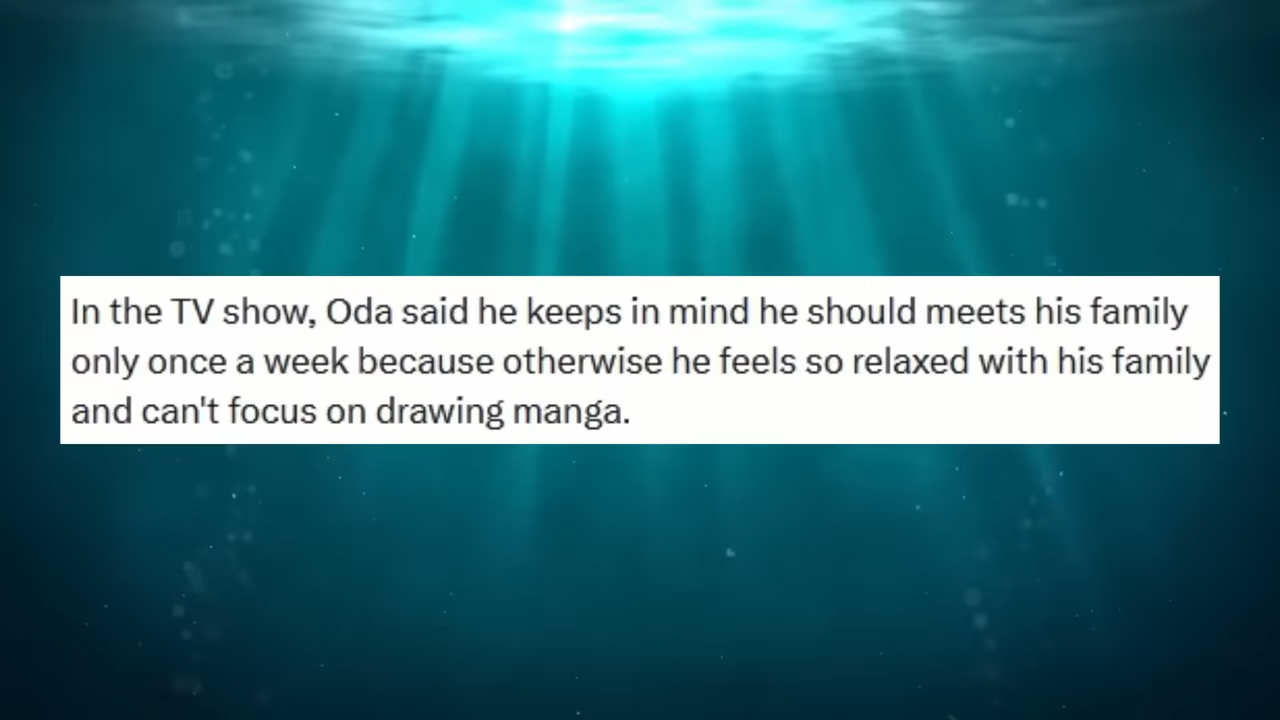 In the TV show, Oda said he keeps in mind he should meets his family
only once a week because otherwise he feels so relaxed with his family
and can't focus on drawing manga.